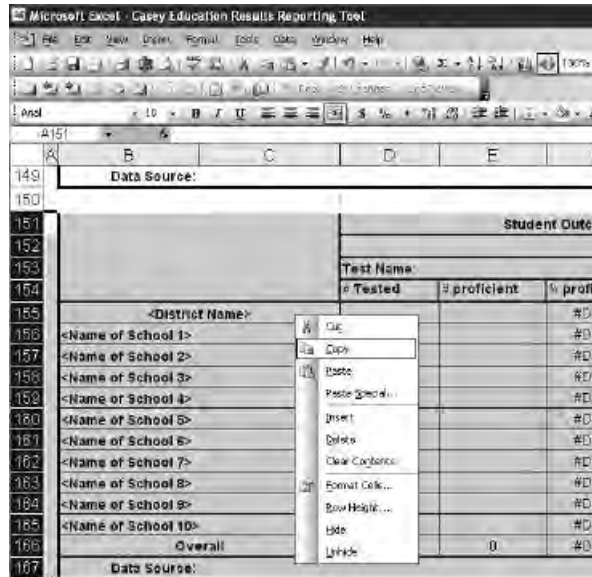 Microsoft Excel - Casey Education Results Reporting Tool
File Edit View Insert Format Tools Data Window Help
100%
Arial 10 B I U $ %
A151
A B C D E
149 Data Source:
150
151 Student Outc
152
153 Test Name:
154 # Tested # proficient % profi
155 <District Name> #D
156 <Name of School 1> #D
157 <Name of School 2> #D
158 <Name of School 3> #D
159 <Name of School 4> #D
160 <Name of School 5> #D
161 <Name of School 6> #D
162 <Name of School 7> #D
163 <Name of School 8> #D
164 <Name of School 9> #D
165 <Name of School 10> #D
166 Overall 0 #D
167 Data Source:
Cut
Copy
Paste
Paste Special...
Insert
Delete
Clear Contents
Format Cells...
Row Height...
Hide
Unhide